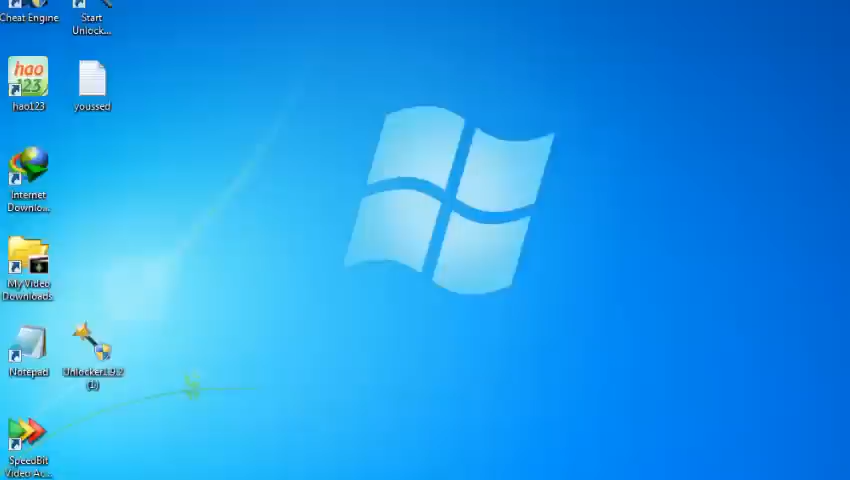 Cheat Engine
Start
Unlock...
hao
123
hao123
youssed
Internet
Downlo...
My Video
Downloads
Notepad
Unlocker1.9.2
(1)
SpeedBit
Video Ac...